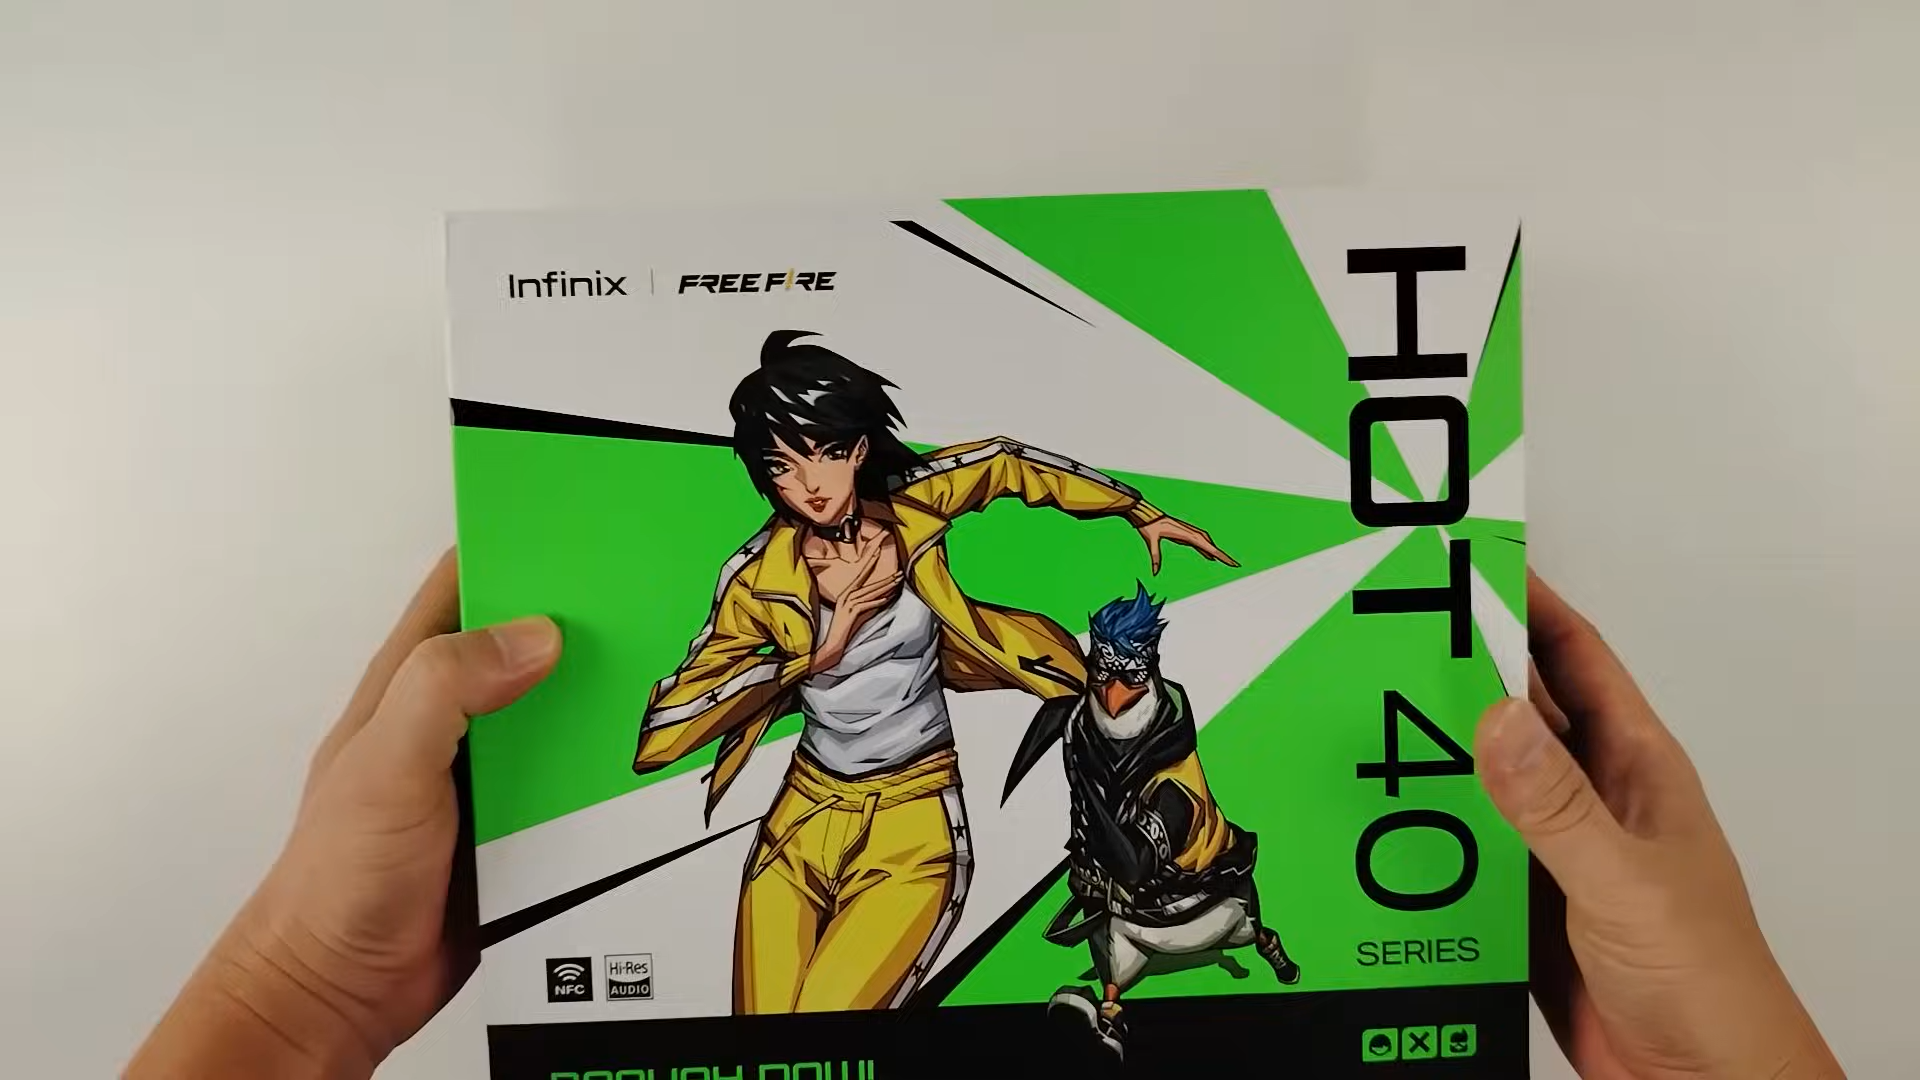 Infinix | FREE FIRE
HOT 40
SERIES
NFC
Hi-Res
AUDIO